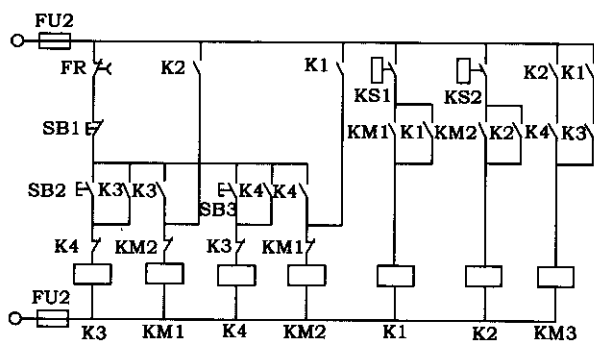 FU2
FR K2 K1 KS1 KS2 K2 K1
SB1 KM1 K1 KM2 K2 K4 K3
SB2 K3 K3 SB3 K4 K4
K4 KM2 K3 KM1
FU2
K3 KM1 K4 KM2 K1 K2 KM3